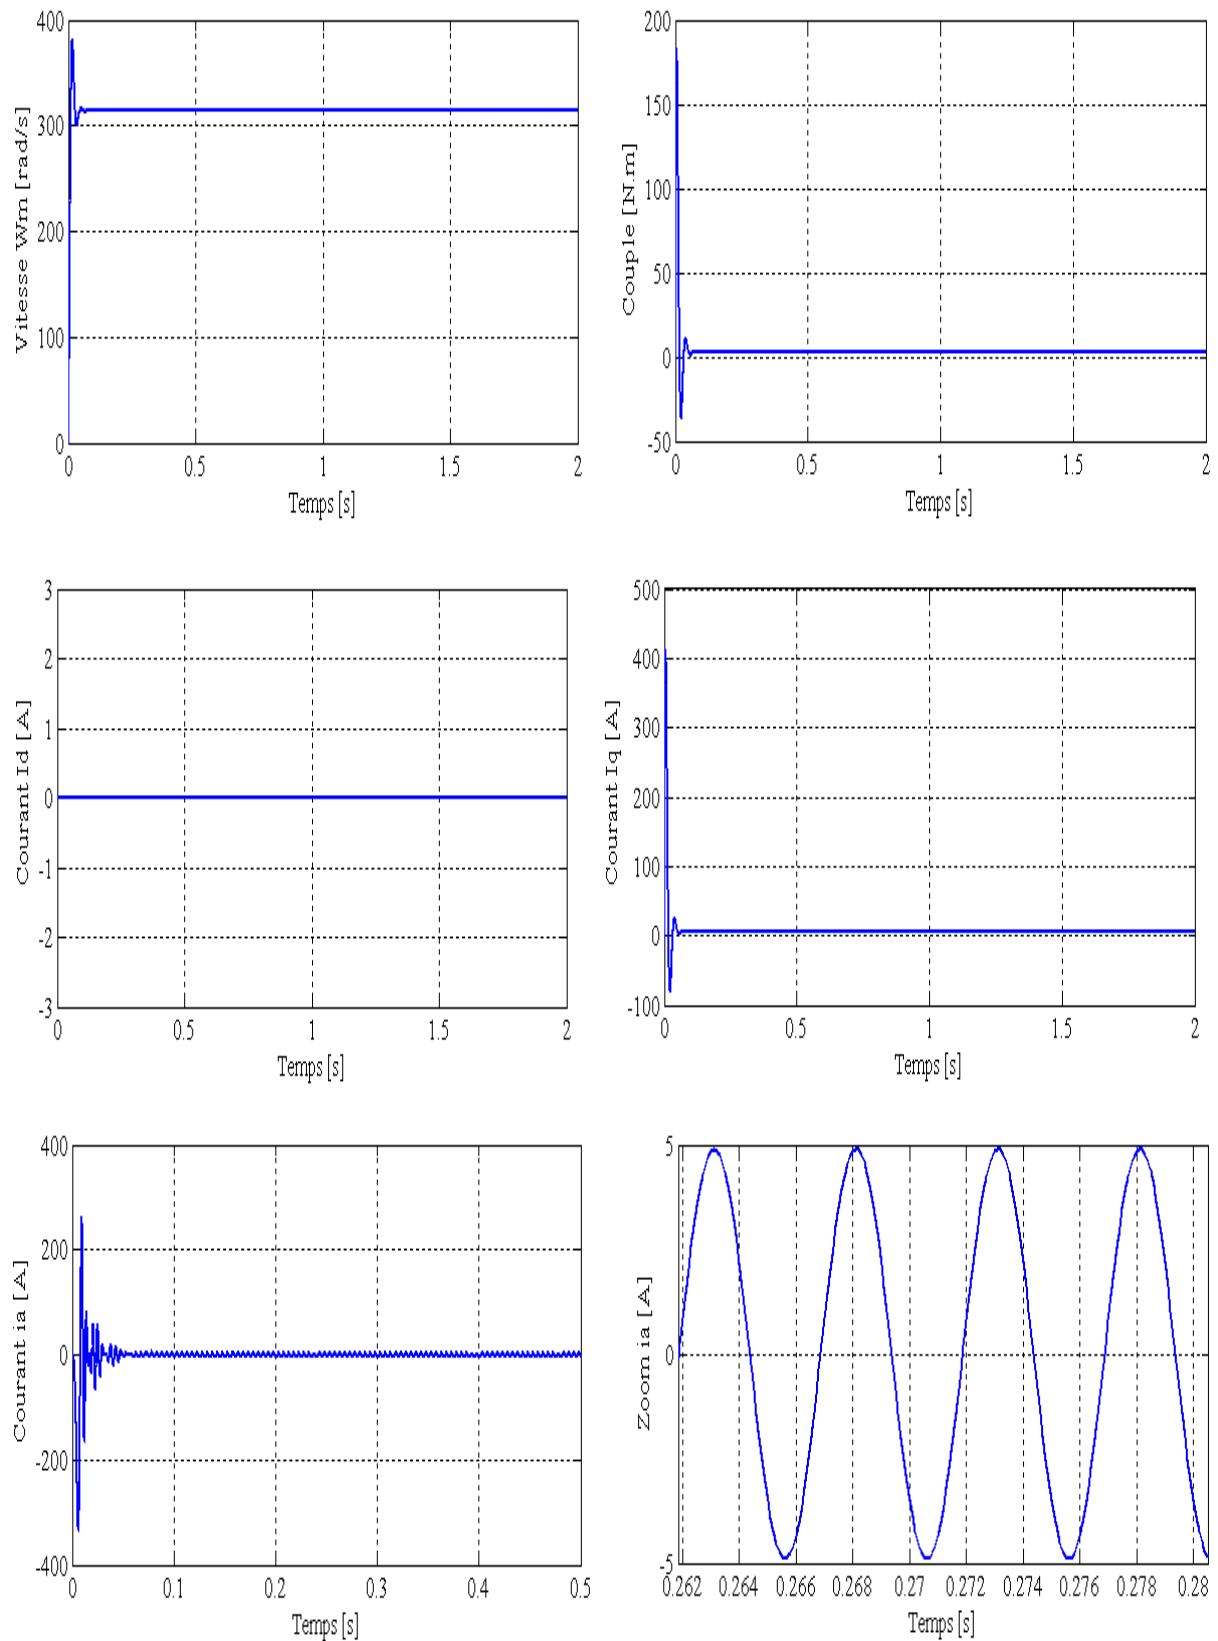 400
300
200
100
0
Vitesse Wm [rad/s]
0 0.5 1 1.5 2
Temps [s]
200
150
100
50
0
-50
Couple [N.m]
0 0.5 1 1.5 2
Temps [s]
3
2
1
0
-1
-2
-3
Courant Id [A]
0 0.5 1 1.5 2
Temps [s]
500
400
300
200
100
0
-100
Courant Iq [A]
0 0.5 1 1.5 2
Temps [s]
400
200
0
-200
-400
Courant ia [A]
0 0.1 0.2 0.3 0.4 0.5
Temps [s]
5
0
-5
Zoom ia [A]
0.262 0.264 0.266 0.268 0.27 0.272 0.274 0.276 0.278 0.28
Temps [s]